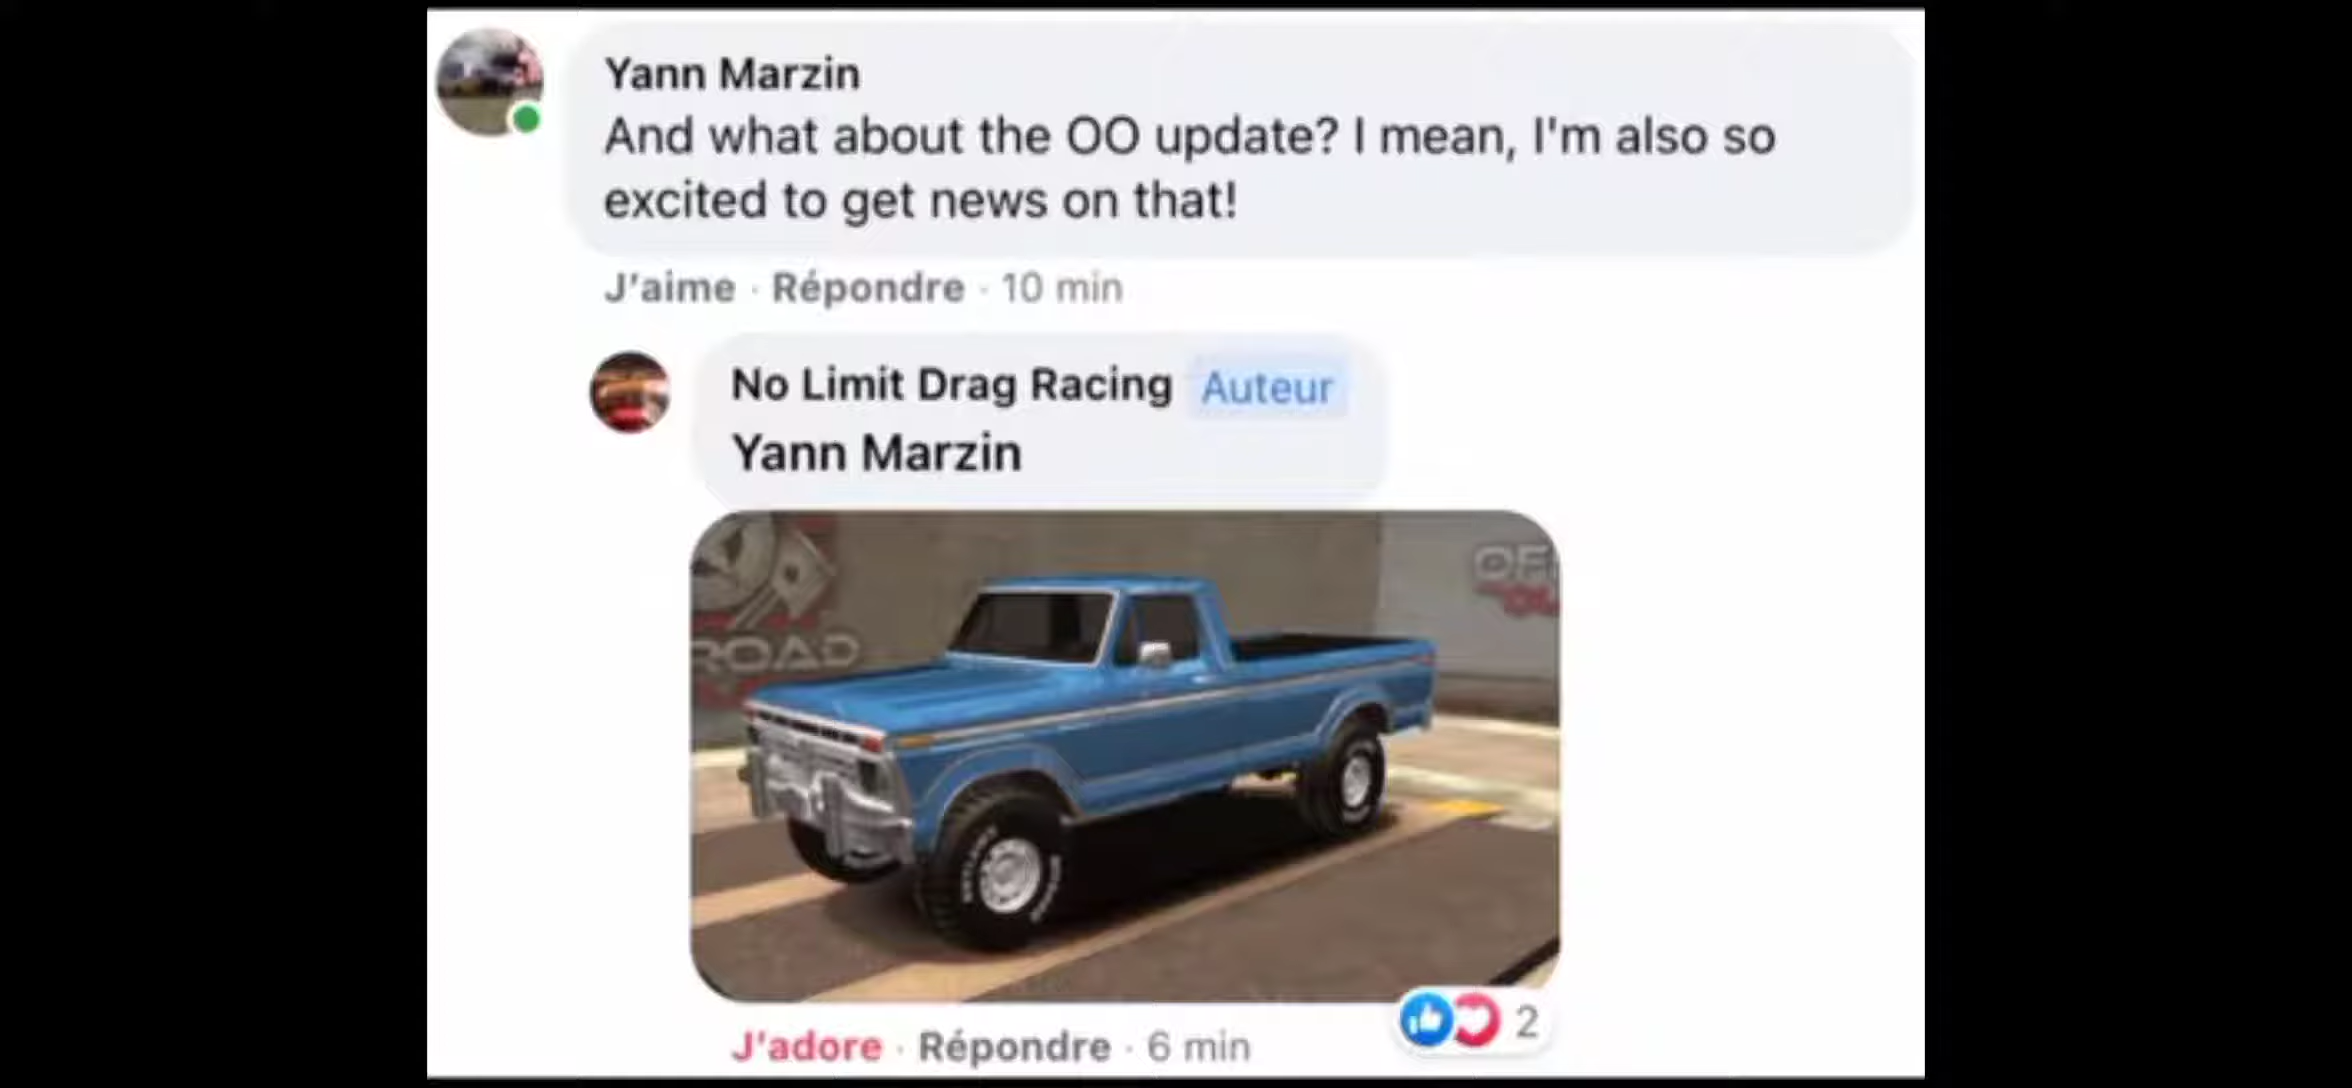 Yann Marzin
And what about the OO update? I mean, I'm also so
excited to get news on that!
J'aime · Répondre · 10 min
No Limit Drag Racing Auteur
Yann Marzin
ROAD
OF
J'adore · Répondre · 6 min
2